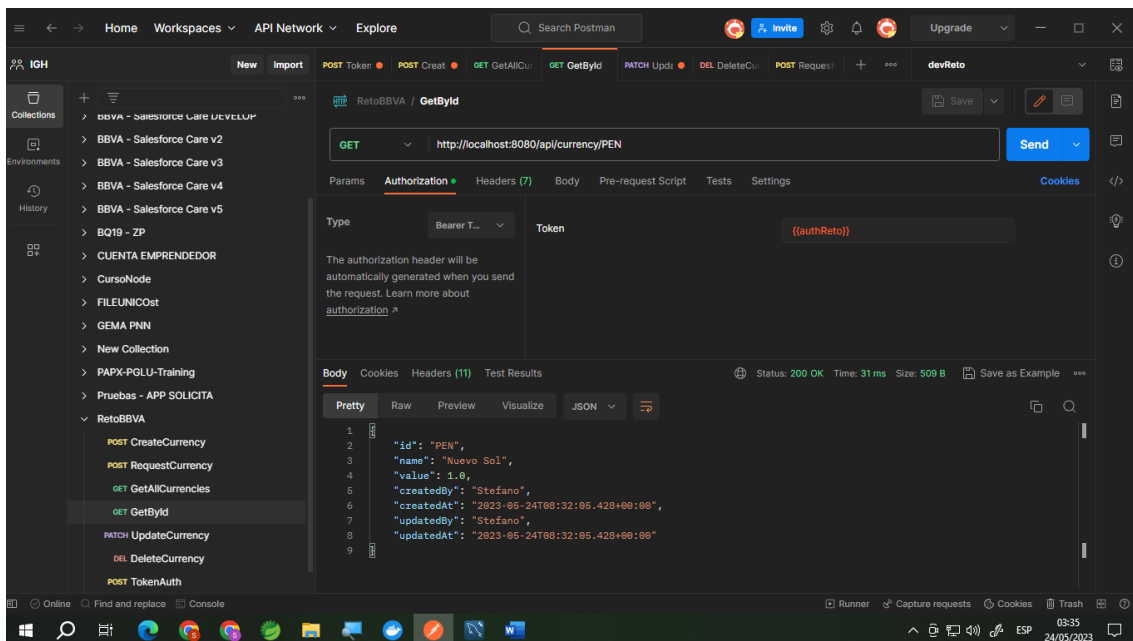 Home Workspaces API Network Explore Search Postman Invite Upgrade
IGH New Import POST Token POST Creat GET GetAllCur GET GetById PATCH Upda DEL DeleteCu POST Request devReto
Collections
Environments
History
BBVA - Salesforce Care DEVELOP
BBVA - Salesforce Care v2
BBVA - Salesforce Care v3
BBVA - Salesforce Care v4
BBVA - Salesforce Care v5
BQ19 - ZP
CUENTA EMPRENDEDOR
CursoNode
FILEUNICOst
GEMA PNN
New Collection
PAPX-PGLU-Training
Pruebas - APP SOLICITA
RetoBBVA
POST CreateCurrency
POST RequestCurrency
GET GetAllCurrencies
GET GetById
PATCH UpdateCurrency
DEL DeleteCurrency
POST TokenAuth
HTTP RetoBBVA / GetById Save
GET http://localhost:8080/api/currency/PEN Send
Params Authorization Headers (7) Body Pre-request Script Tests Settings Cookies
Type Bearer T... Token {{authReto}}
The authorization header will be
automatically generated when you send
the request. Learn more about
authorization ↗
Body Cookies Headers (11) Test Results Status: 200 OK Time: 31 ms Size: 509 B Save as Example
Pretty Raw Preview Visualize JSON
1 {
2 "id": "PEN",
3 "name": "Nuevo Sol",
4 "value": 1.0,
5 "createdBy": "Stefano",
6 "createdAt": "2023-05-24T08:32:05.428+00:00",
7 "updatedBy": "Stefano",
8 "updatedAt": "2023-05-24T08:32:05.428+00:00"
9 }
Online Find and replace Console Runner Capture requests Cookies Trash
ESP 03:35
24/05/2023